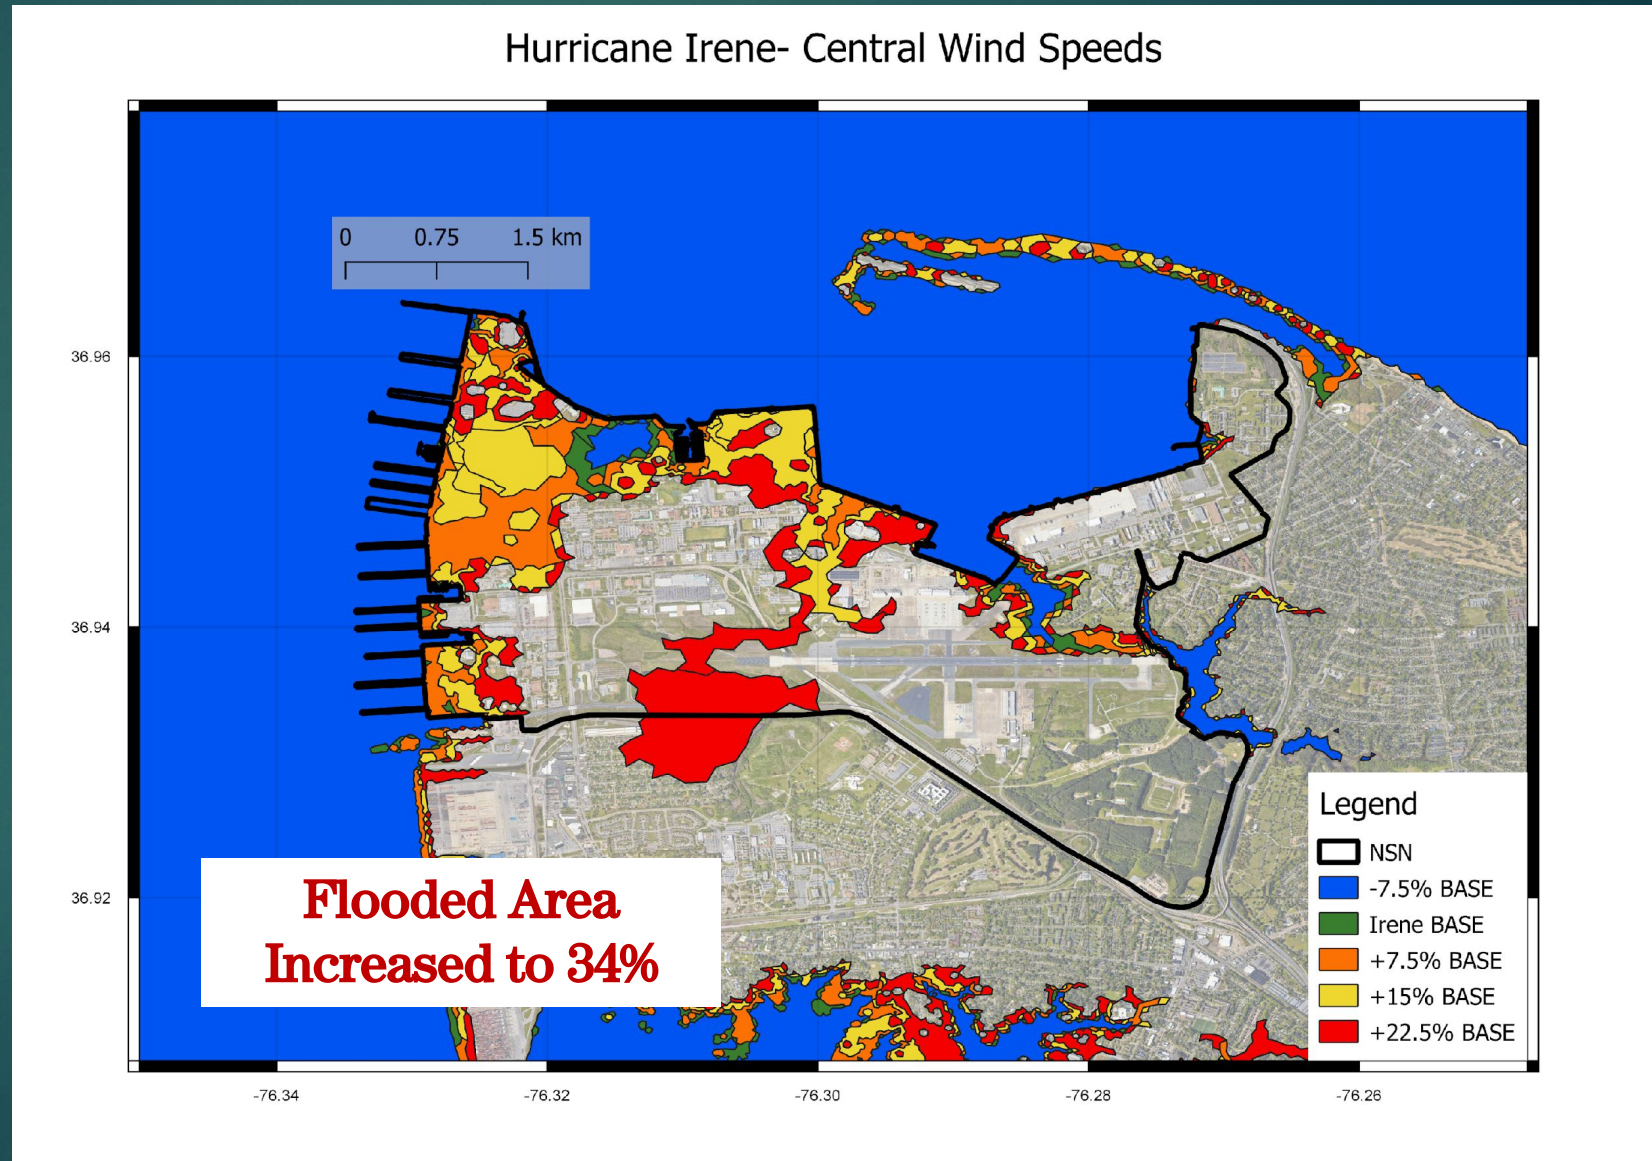 Hurricane Irene- Central Wind Speeds
0 0.75 1.5 km
36.96
36.94
36.92
Flooded Area
Increased to 34%
Legend
NSN
-7.5% BASE
Irene BASE
+7.5% BASE
+15% BASE
+22.5% BASE
-76.34 -76.32 -76.30 -76.28 -76.26